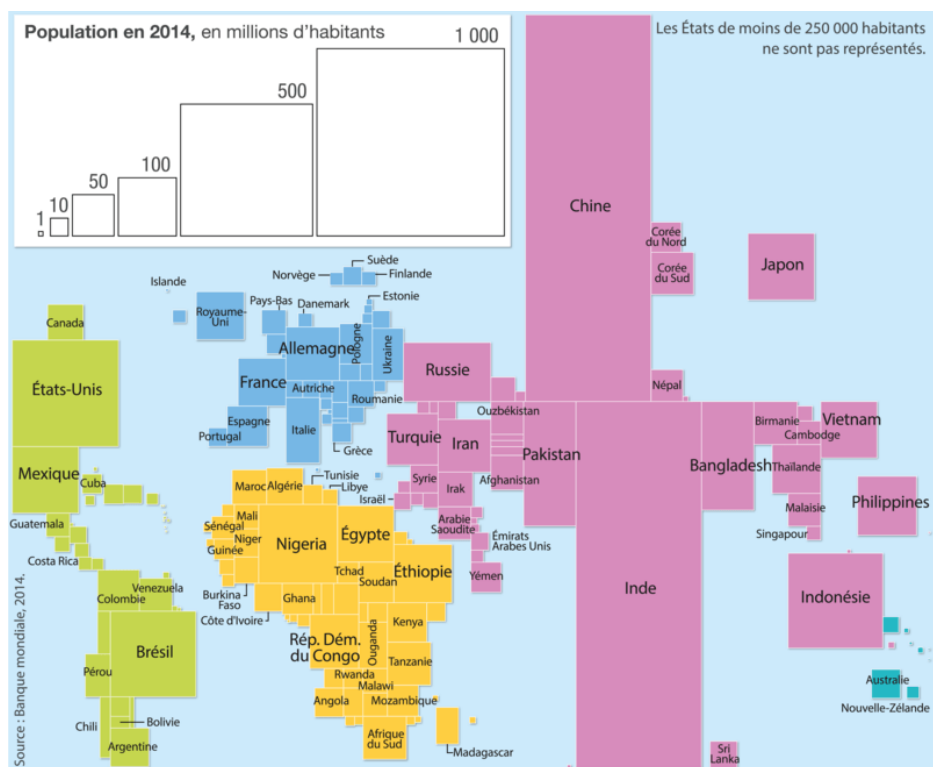 Population en 2014, en millions d'habitants
1 000
500
100
50
10
1
Les États de moins de 250 000 habitants
ne sont pas représentés.
Chine
Corée
du Nord
Corée
du Sud
Japon
Suède
Norvège
Finlande
Islande
Estonie
Pays-Bas
Danemark
Royaume-
Uni
Canada
Allemagne
Pologne
Ukraine
États-Unis
France
Russie
Autriche
Népal
Roumanie
Ouzbékistan
Espagne
Portugal
Italie
Birmanie
Vietnam
Cambodge
Turquie
Iran
Pakistan
Bangladesh
Grèce
Thaïlande
Mexique
Cuba
Maroc
Algérie
Tunisie
Libye
Syrie
Irak
Afghanistan
Israël
Malaisie
Philippines
Guatemala
Sénégal
Mali
Niger
Guinée
Nigeria
Égypte
Arabie
Saoudite
Émirats
Arabes Unis
Singapour
Costa Rica
Tchad
Soudan
Éthiopie
Yémen
Inde
Indonésie
Venezuela
Colombie
Burkina
Faso
Ghana
Côte d'Ivoire
Kenya
Ouganda
Rép. Dém.
du Congo
Brésil
Pérou
Tanzanie
Rwanda
Malawi
Angola
Mozambique
Australie
Nouvelle-Zélande
Chili
Bolivie
Argentine
Afrique
du Sud
Madagascar
Sri
Lanka
Source : Banque mondiale, 2014.